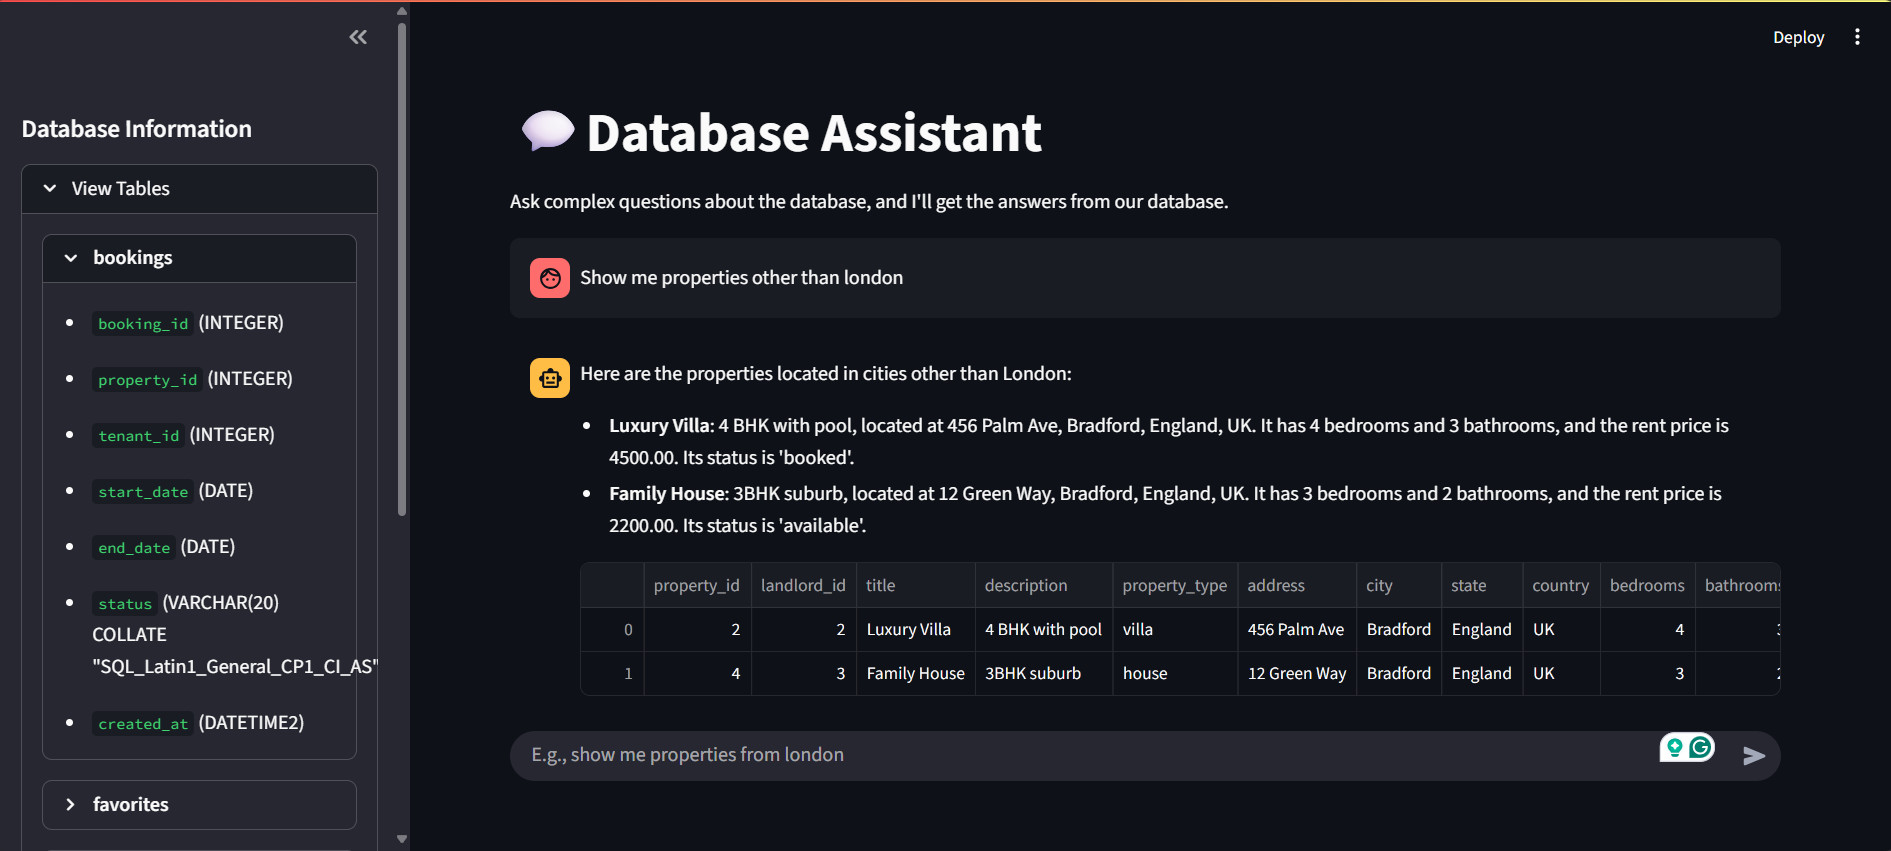 Deploy
Database Information
View Tables
bookings
booking_id (INTEGER)
property_id (INTEGER)
tenant_id (INTEGER)
start_date (DATE)
end_date (DATE)
status (VARCHAR(20)
COLLATE
"SQL_Latin1_General_CP1_CI_AS"
created_at (DATETIME2)
favorites
Database Assistant
Ask complex questions about the database, and I'll get the answers from our database.
Show me properties other than london
Here are the properties located in cities other than London:
Luxury Villa: 4 BHK with pool, located at 456 Palm Ave, Bradford, England, UK. It has 4 bedrooms and 3 bathrooms, and the rent price is
4500.00. Its status is 'booked'.
Family House: 3BHK suburb, located at 12 Green Way, Bradford, England, UK. It has 3 bedrooms and 2 bathrooms, and the rent price is
2200.00. Its status is 'available'.
property_id landlord_id title description property_type address city state country bedrooms bathrooms
0 2 2 Luxury Villa 4 BHK with pool villa 456 Palm Ave Bradford England UK 4 3
1 4 3 Family House 3BHK suburb house 12 Green Way Bradford England UK 3 2
E.g., show me properties from london